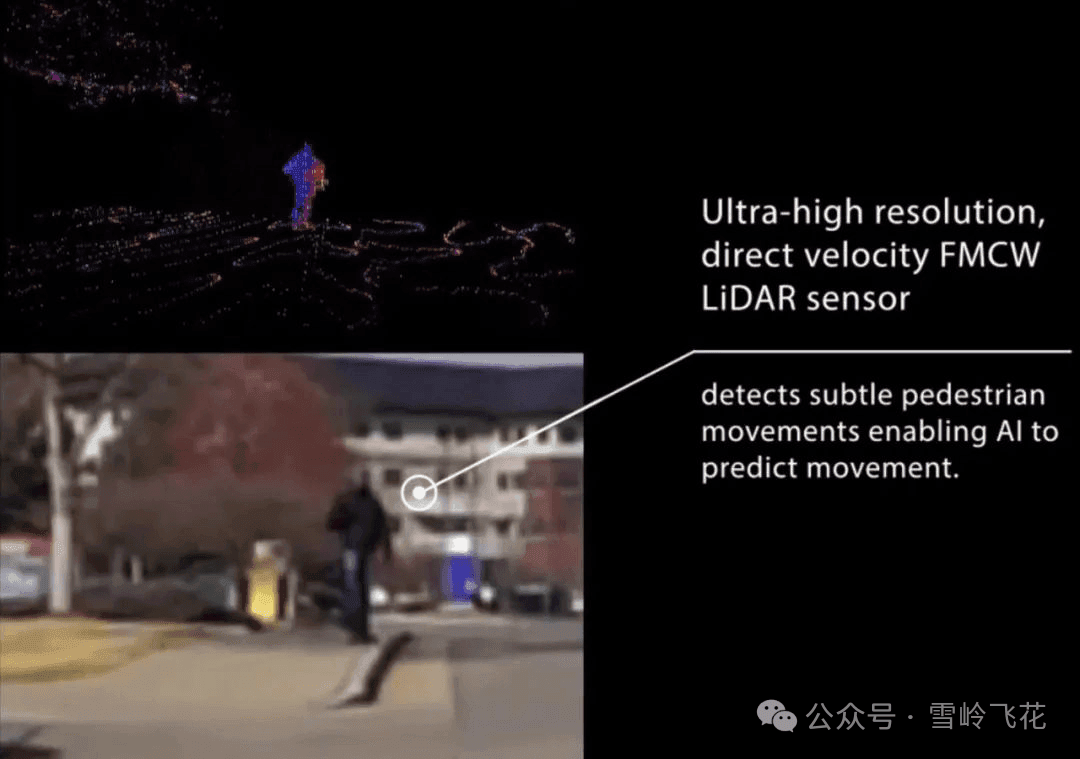 Ultra-high resolution,
direct velocity FMCW
LiDAR sensor
detects subtle pedestrian
movements enabling AI to
predict movement.
公众号 · 雪岭飞花